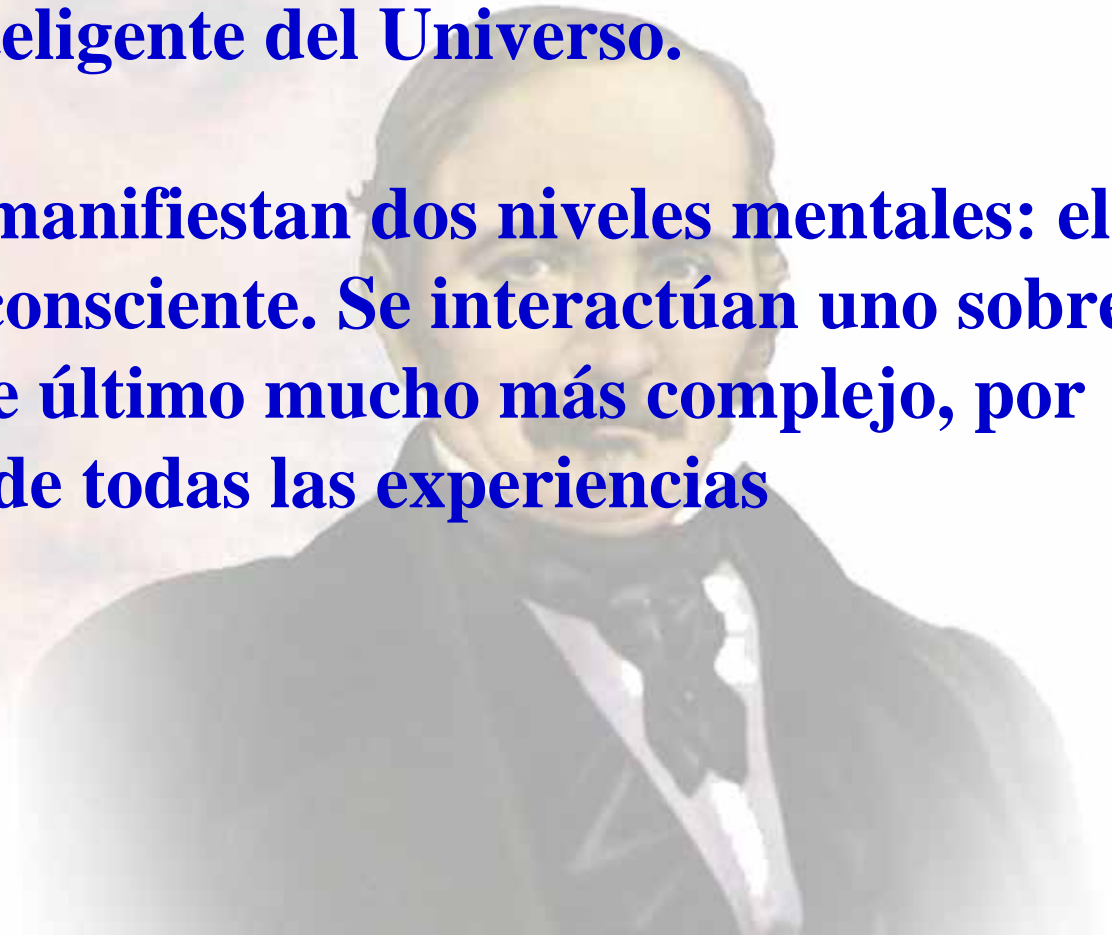 eligente del Universo.
manifiestan dos niveles mentales: el
consciente. Se interactúan uno sobre
e último mucho más complejo, por
de todas las experiencias